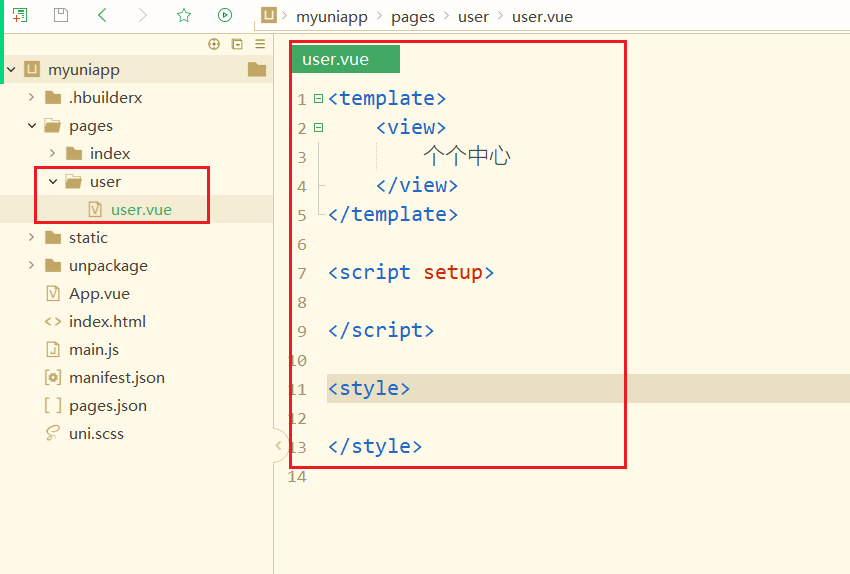 myuniapp > pages > user > user.vue
myuniapp
.hbuilderx
pages
index
user
user.vue
static
unpackage
App.vue
index.html
main.js
manifest.json
pages.json
uni.scss
user.vue
1 <template>
2 <view>
3 个个中心
4 </view>
5 </template>
6
7 <script setup>
8
9 </script>
10
11 <style>
12
13 </style>
14